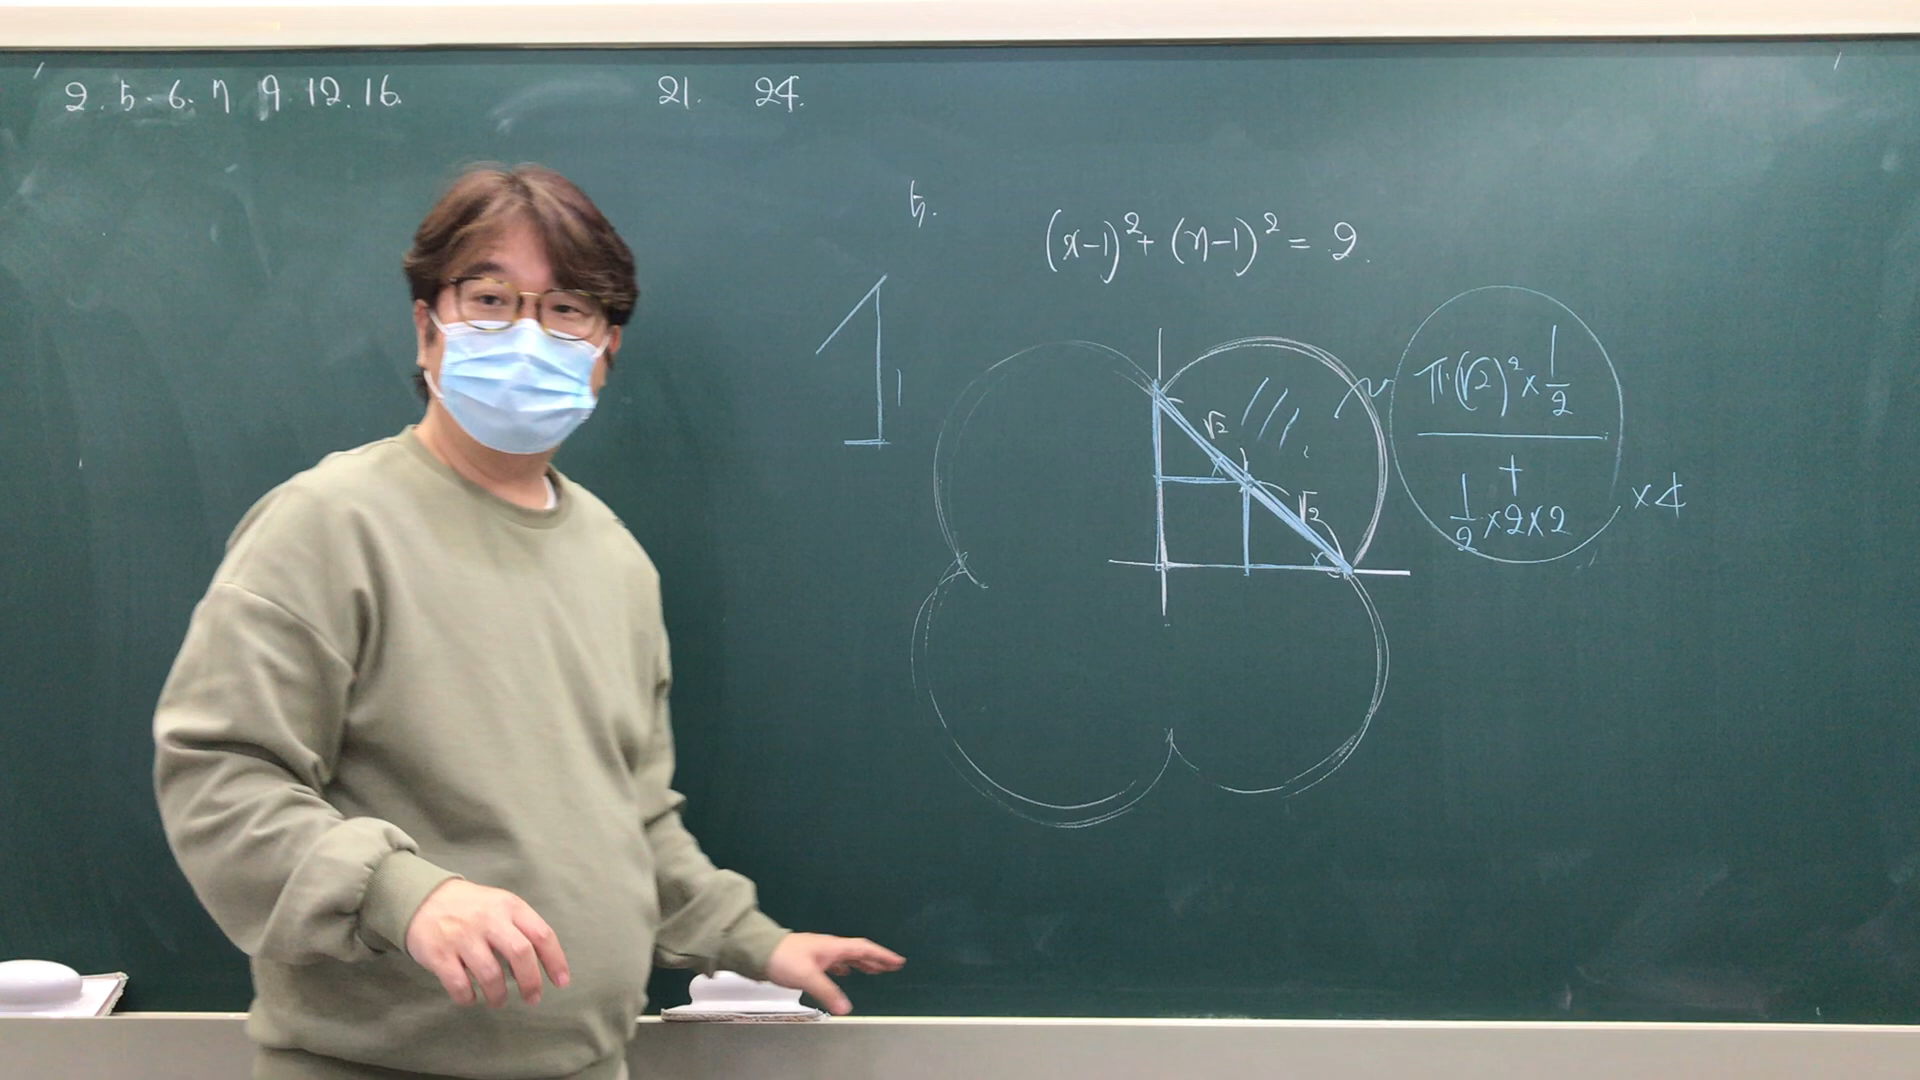 2. 5. 6. 7 9. 12. 16. 21. 24.
5.
(x-1)² + (y-1)² = 2.
1
√2
√2
π·(√2)² × 1/2
+
1/2 × 2 × 2
×4